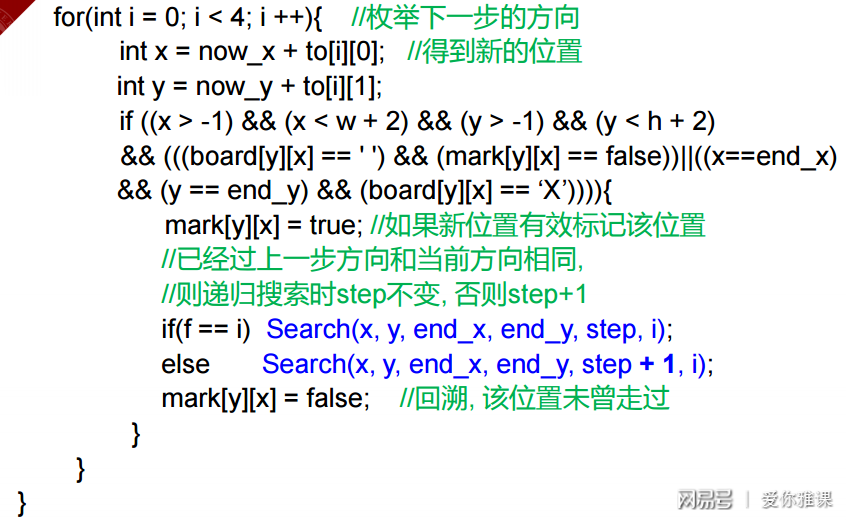 for(int i = 0; i < 4; i ++){ //枚举下一步的方向
int x = now_x + to[i][0]; //得到新的位置
int y = now_y + to[i][1];
if ((x > -1) && (x < w + 2) && (y > -1) && (y < h + 2)
&& (((board[y][x] == ' ') && (mark[y][x] == false))||((x==end_x)
&& (y == end_y) && (board[y][x] == ‘X’)))){
mark[y][x] = true; //如果新位置有效标记该位置
//已经过上一步方向和当前方向相同,
//则递归搜索时step不变, 否则step+1
if(f == i) Search(x, y, end_x, end_y, step, i);
else Search(x, y, end_x, end_y, step + 1, i);
mark[y][x] = false; //回溯, 该位置未曾走过
}
}
}
网易号 | 爱你雅课